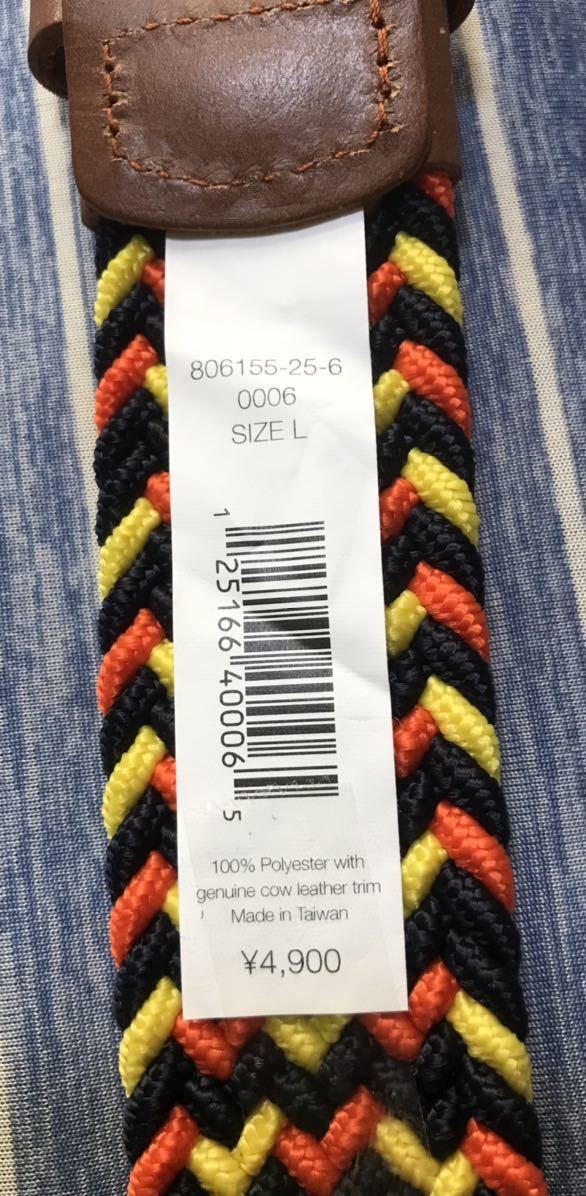 806155-25-6
0006
SIZE L
1 25166 40006 5
100% Polyester with
genuine cow leather trim
Made in Taiwan
¥4,900